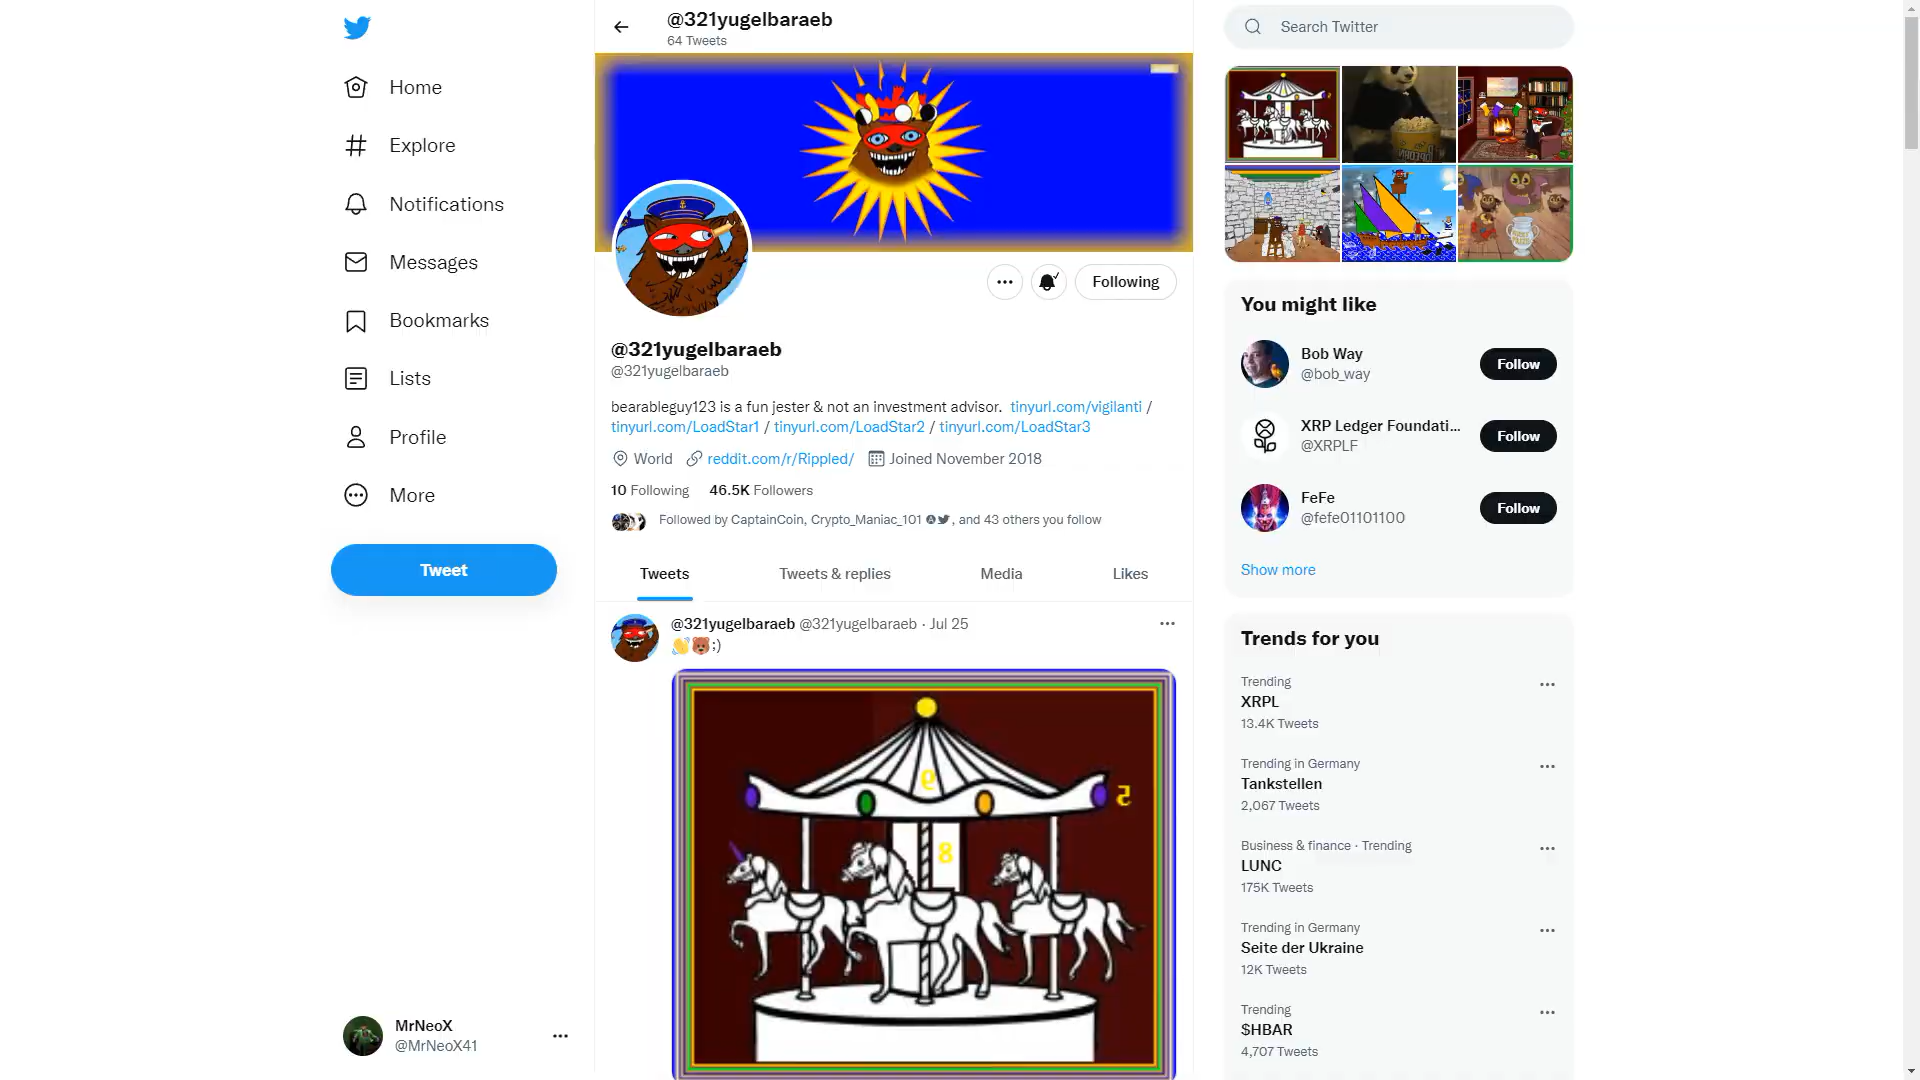 Home
Explore
Notifications
Messages
Bookmarks
Lists
Profile
More
Tweet
MrNeoX
@MrNeoX41
@321yugelbaraeb
64 Tweets
Following
@321yugelbaraeb
@321yugelbaraeb
bearableguy123 is a fun jester & not an investment advisor. tinyurl.com/vigilanti /
tinyurl.com/LoadStar1 / tinyurl.com/LoadStar2 / tinyurl.com/LoadStar3
World reddit.com/r/Rippled/ Joined November 2018
10 Following 46.5K Followers
Followed by CaptainCoin, Crypto_Maniac_101, and 43 others you follow
Tweets Tweets & replies Media Likes
@321yugelbaraeb @321yugelbaraeb · Jul 25
👋🐻;)
9
5
8
Search Twitter
You might like
Bob Way
@bob_way
Follow
XRP Ledger Foundati...
@XRPLF
Follow
FeFe
@fefe01101100
Follow
Show more
Trends for you
Trending
XRPL
13.4K Tweets
Trending in Germany
Tankstellen
2,067 Tweets
Business & finance · Trending
LUNC
175K Tweets
Trending in Germany
Seite der Ukraine
12K Tweets
Trending
$HBAR
4,707 Tweets